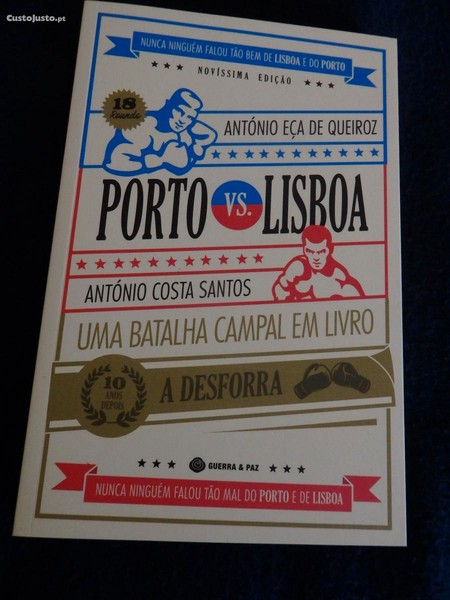 CustoJusto.pt
NUNCA NINGUÉM FALOU TÃO BEM DE LISBOA E DO PORTO
NOVÍSSIMA EDIÇÃO
18
Rounds
ANTÓNIO EÇA DE QUEIROZ
PORTO VS. LISBOA
ANTÓNIO COSTA SANTOS
UMA BATALHA CAMPAL EM LIVRO
10
ANOS
DEPOIS
A DESFORRA
GUERRA & PAZ
NUNCA NINGUÉM FALOU TÃO MAL DO PORTO E DE LISBOA